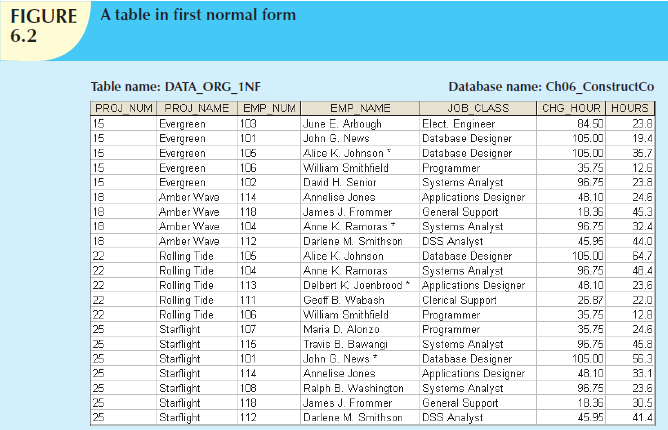 FIGURE 6.2
A table in first normal form
Table name: DATA_ORG_1NF Database name: Ch06_ConstructCo
PROJ_NUM PROJ_NAME EMP_NUM EMP_NAME JOB_CLASS CHG_HOUR HOURS
15 Evergreen 103 June E. Arbough Elect. Engineer 84.50 23.8
15 Evergreen 101 John G. News Database Designer 105.00 19.4
15 Evergreen 105 Alice K. Johnson * Database Designer 105.00 35.7
15 Evergreen 106 William Smithfield Programmer 35.75 12.6
15 Evergreen 102 David H. Senior Systems Analyst 96.75 23.8
18 Amber Wave 114 Annelise Jones Applications Designer 48.10 24.6
18 Amber Wave 118 James J. Frommer General Support 18.36 45.3
18 Amber Wave 104 Anne K. Ramoras * Systems Analyst 96.75 32.4
18 Amber Wave 112 Darlene M. Smithson DSS Analyst 45.95 44.0
22 Rolling Tide 105 Alice K. Johnson Database Designer 105.00 64.7
22 Rolling Tide 104 Anne K. Ramoras Systems Analyst 96.75 48.4
22 Rolling Tide 113 Delbert K. Joenbrood * Applications Designer 48.10 23.6
22 Rolling Tide 111 Geoff B. Wabash Clerical Support 26.87 22.0
22 Rolling Tide 106 William Smithfield Programmer 35.75 12.8
25 Starflight 107 Maria D. Alonzo Programmer 35.75 24.6
25 Starflight 115 Travis B. Bawangi Systems Analyst 96.75 45.8
25 Starflight 101 John G. News * Database Designer 105.00 56.3
25 Starflight 114 Annelise Jones Applications Designer 48.10 33.1
25 Starflight 108 Ralph B. Washington Systems Analyst 96.75 23.6
25 Starflight 118 James J. Frommer General Support 18.36 30.5
25 Starflight 112 Darlene M. Smithson DSS Analyst 45.95 41.4